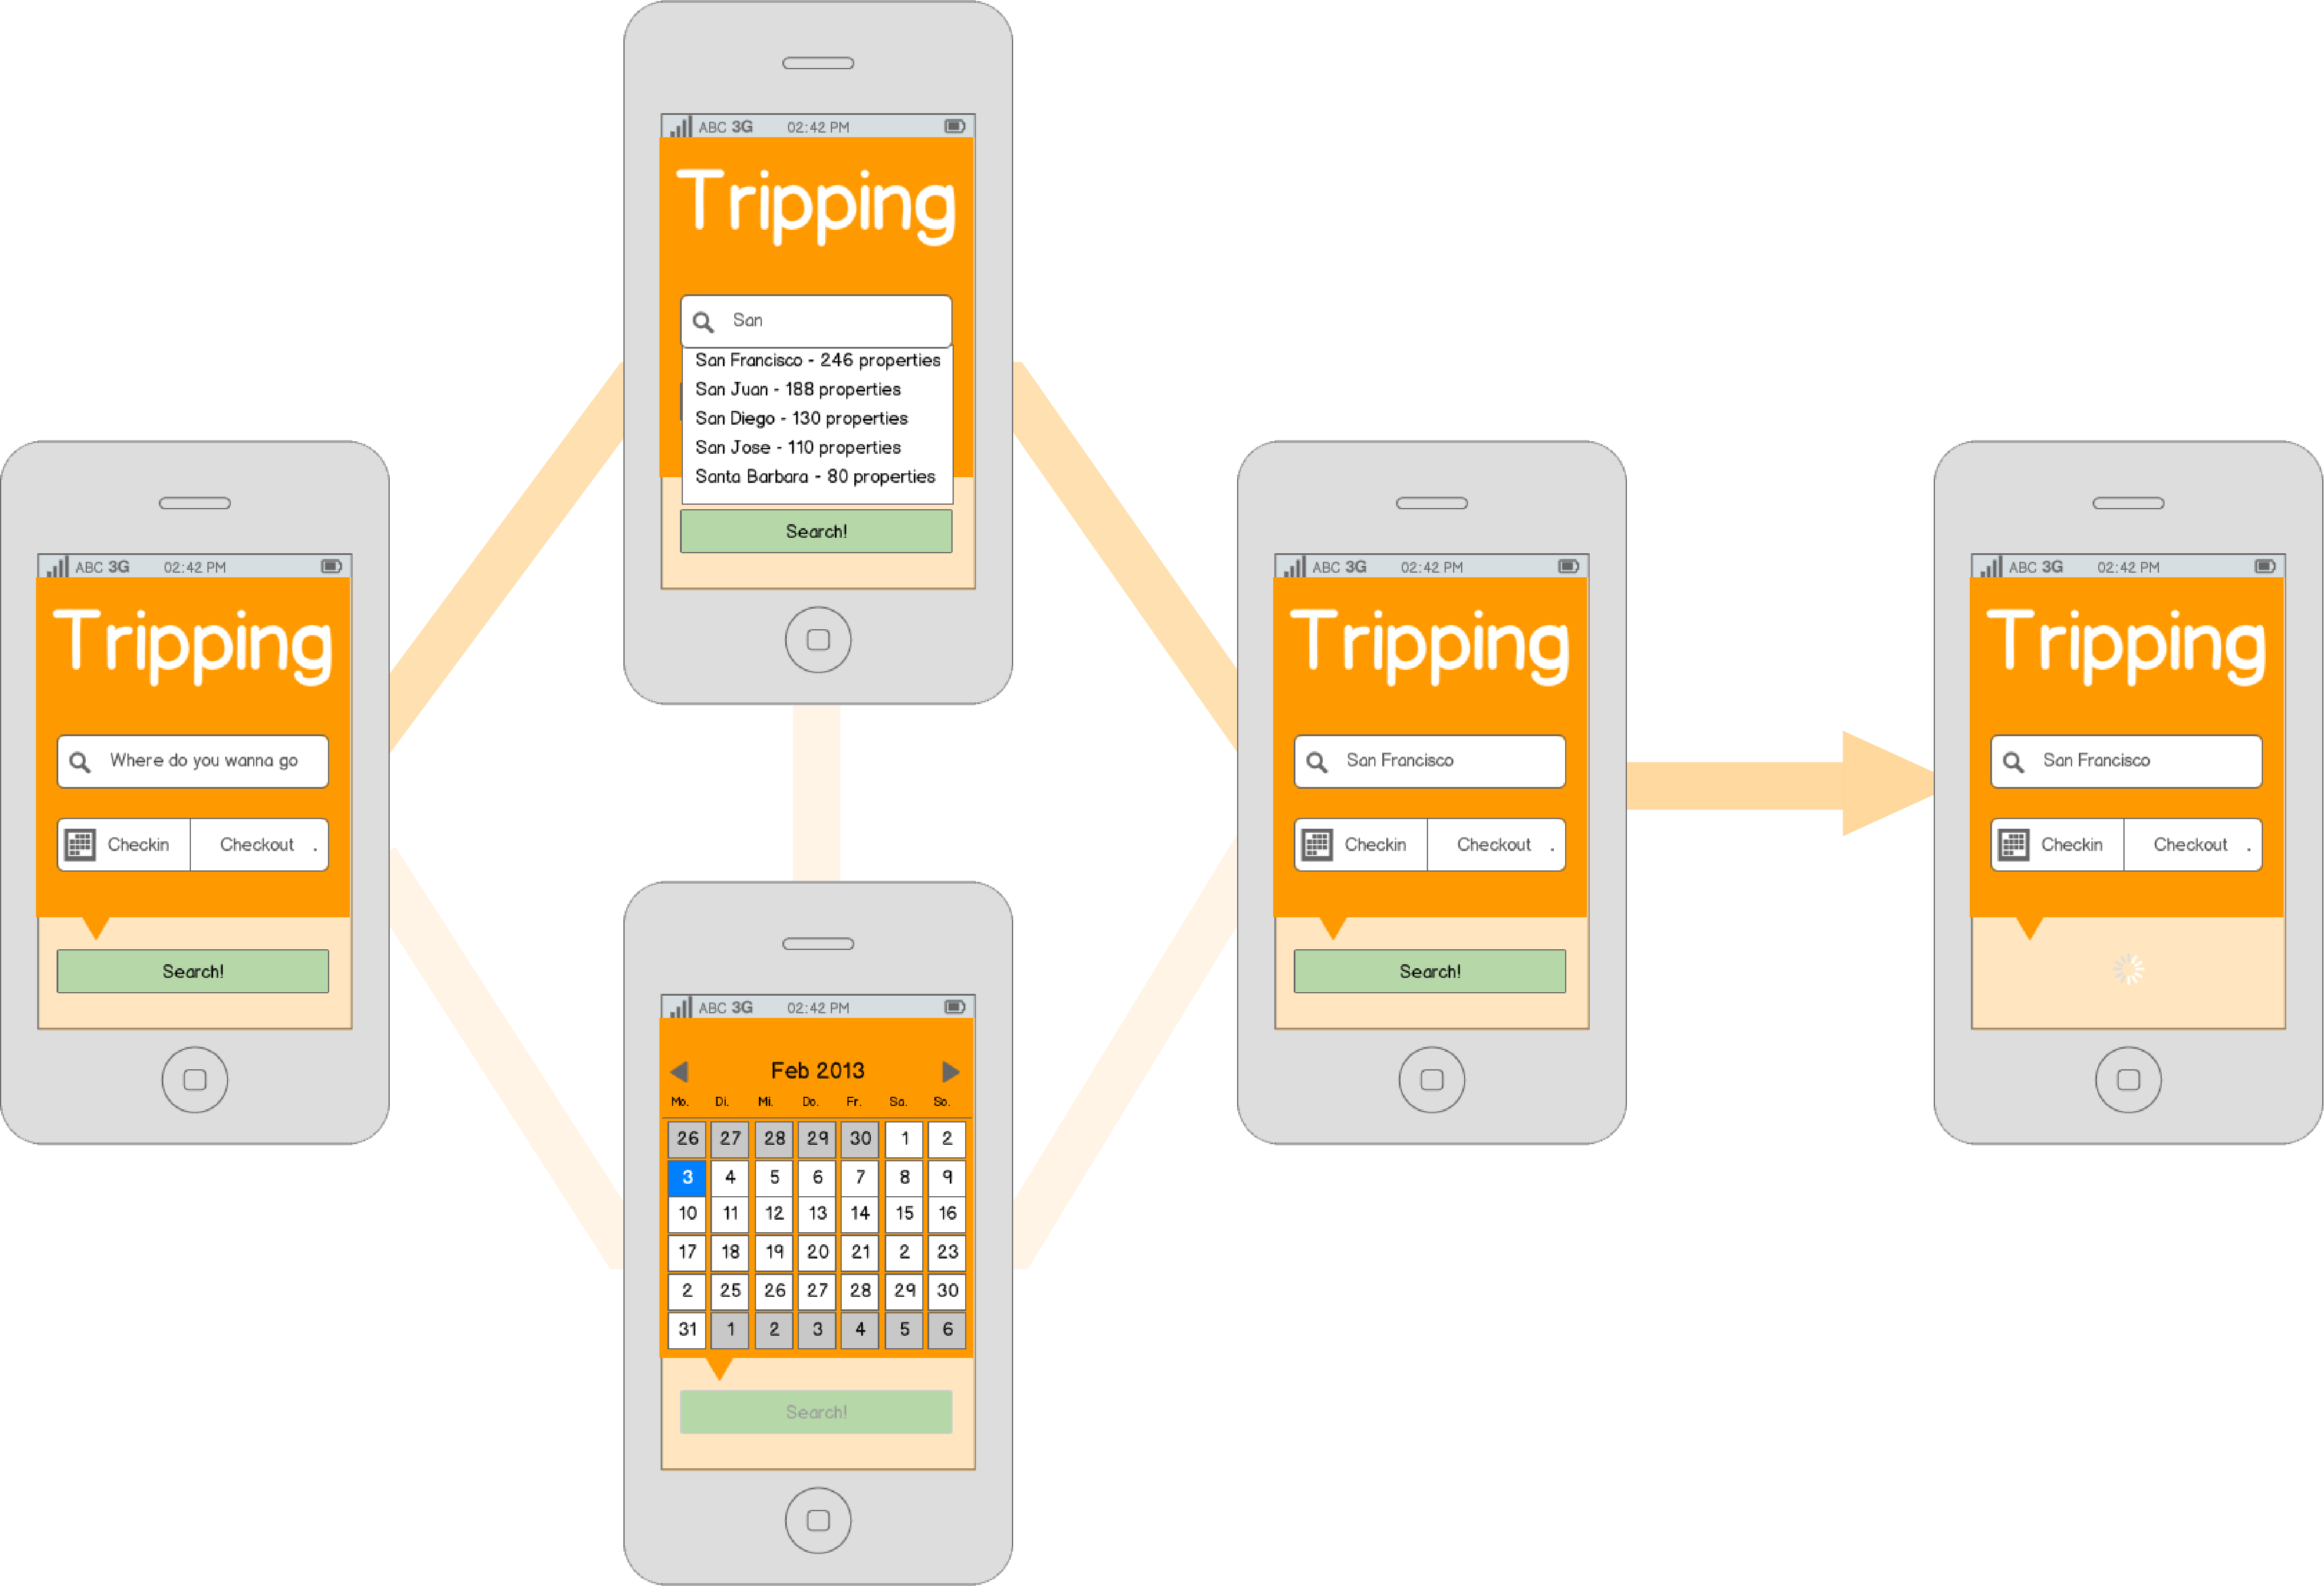 ABC 3G 02:42 PM
Tripping
Where do you wanna go
Checkin Checkout .
Search!
ABC 3G 02:42 PM
Tripping
San
San Francisco - 246 properties
San Juan - 188 properties
San Diego - 130 properties
San Jose - 110 properties
Santa Barbara - 80 properties
Search!
ABC 3G 02:42 PM
Feb 2013
Mo. Di. Mi. Do. Fr. Sa. So.
26 27 28 29 30 1 2
3 4 5 6 7 8 9
10 11 12 13 14 15 16
17 18 19 20 21 2 23
2 25 26 27 28 29 30
31 1 2 3 4 5 6
Search!
ABC 3G 02:42 PM
Tripping
San Francisco
Checkin Checkout .
Search!
ABC 3G 02:42 PM
Tripping
San Francisco
Checkin Checkout .